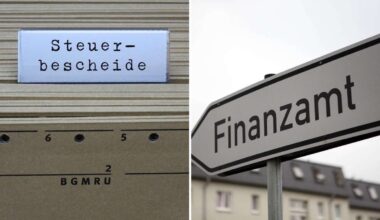 Steuer-
bescheide
6 5
2
BGMRU
Finanzamt